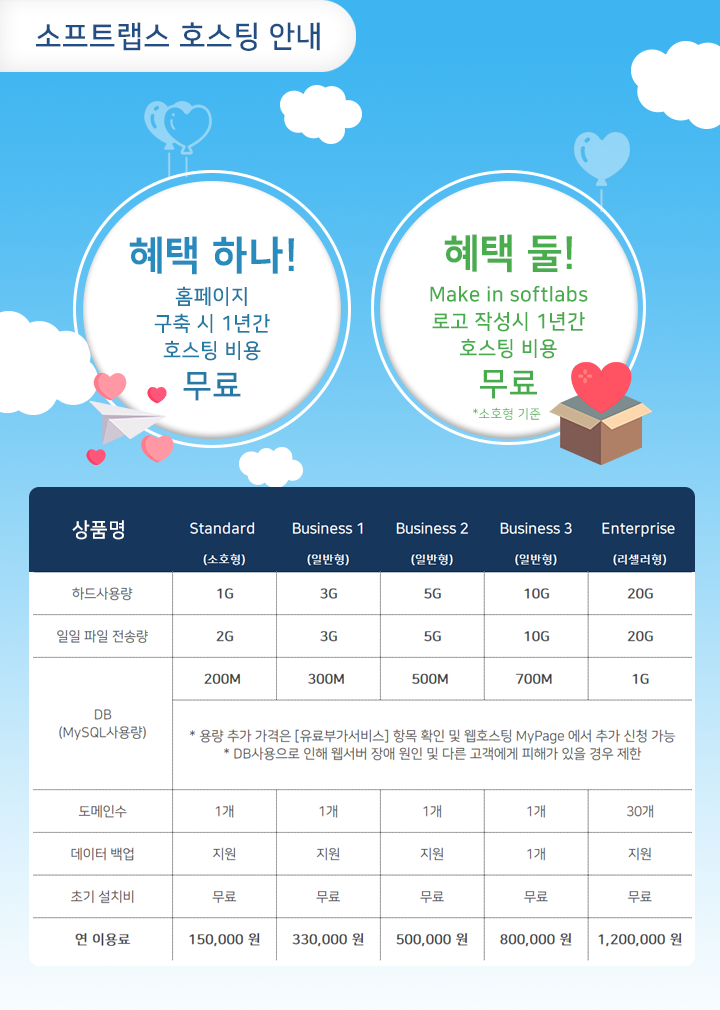 소프트랩스 호스팅 안내
혜택 하나!
홈페이지
구축 시 1년간
호스팅 비용
무료
혜택 둘!
Make in softlabs
로고 작성시 1년간
호스팅 비용
무료
*소호형 기준
상품명 Standard Business 1 Business 2 Business 3 Enterprise
(소호형) (일반형) (일반형) (일반형) (리셀러형)
하드사용량 1G 3G 5G 10G 20G
일일 파일 전송량 2G 3G 5G 10G 20G
200M 300M 500M 700M 1G
DB
(MySQL사용량)
* 용량 추가 가격은 [유료부가서비스] 항목 확인 및 웹호스팅 MyPage 에서 추가 신청 가능
* DB사용으로 인해 웹서버 장애 원인 및 다른 고객에게 피해가 있을 경우 제한
도메인수 1개 1개 1개 1개 30개
데이터 백업 지원 지원 지원 1개 지원
초기 설치비 무료 무료 무료 무료 무료
연 이용료 150,000 원 330,000 원 500,000 원 800,000 원 1,200,000 원